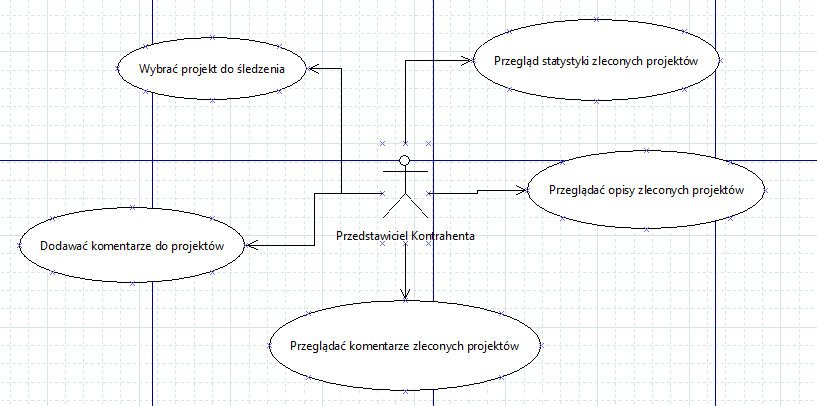 Przegląd statystyki zleconych projektów
Wybrać projekt do śledzenia
Przeglądać opisy zleconych projektów
Przedstawiciel Kontrahenta
Dodawać komentarze do projektów
Przeglądać komentarze zleconych projektów